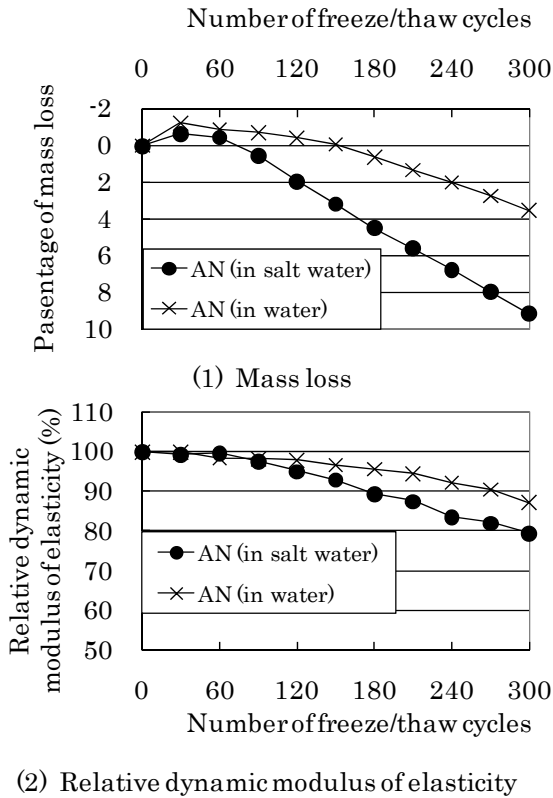 Number of freeze/thaw cycles
0 60 120 180 240 300
Pasentage of mass loss
-2
0
2
4
6
8
10
AN (in salt water)
AN (in water)
(1) Mass loss
Relative dynamic
modulus of elasticity (%)
110
100
90
80
70
60
50
AN (in salt water)
AN (in water)
0 60 120 180 240 300
Number of freeze/thaw cycles
(2) Relative dynamic modulus of elasticity